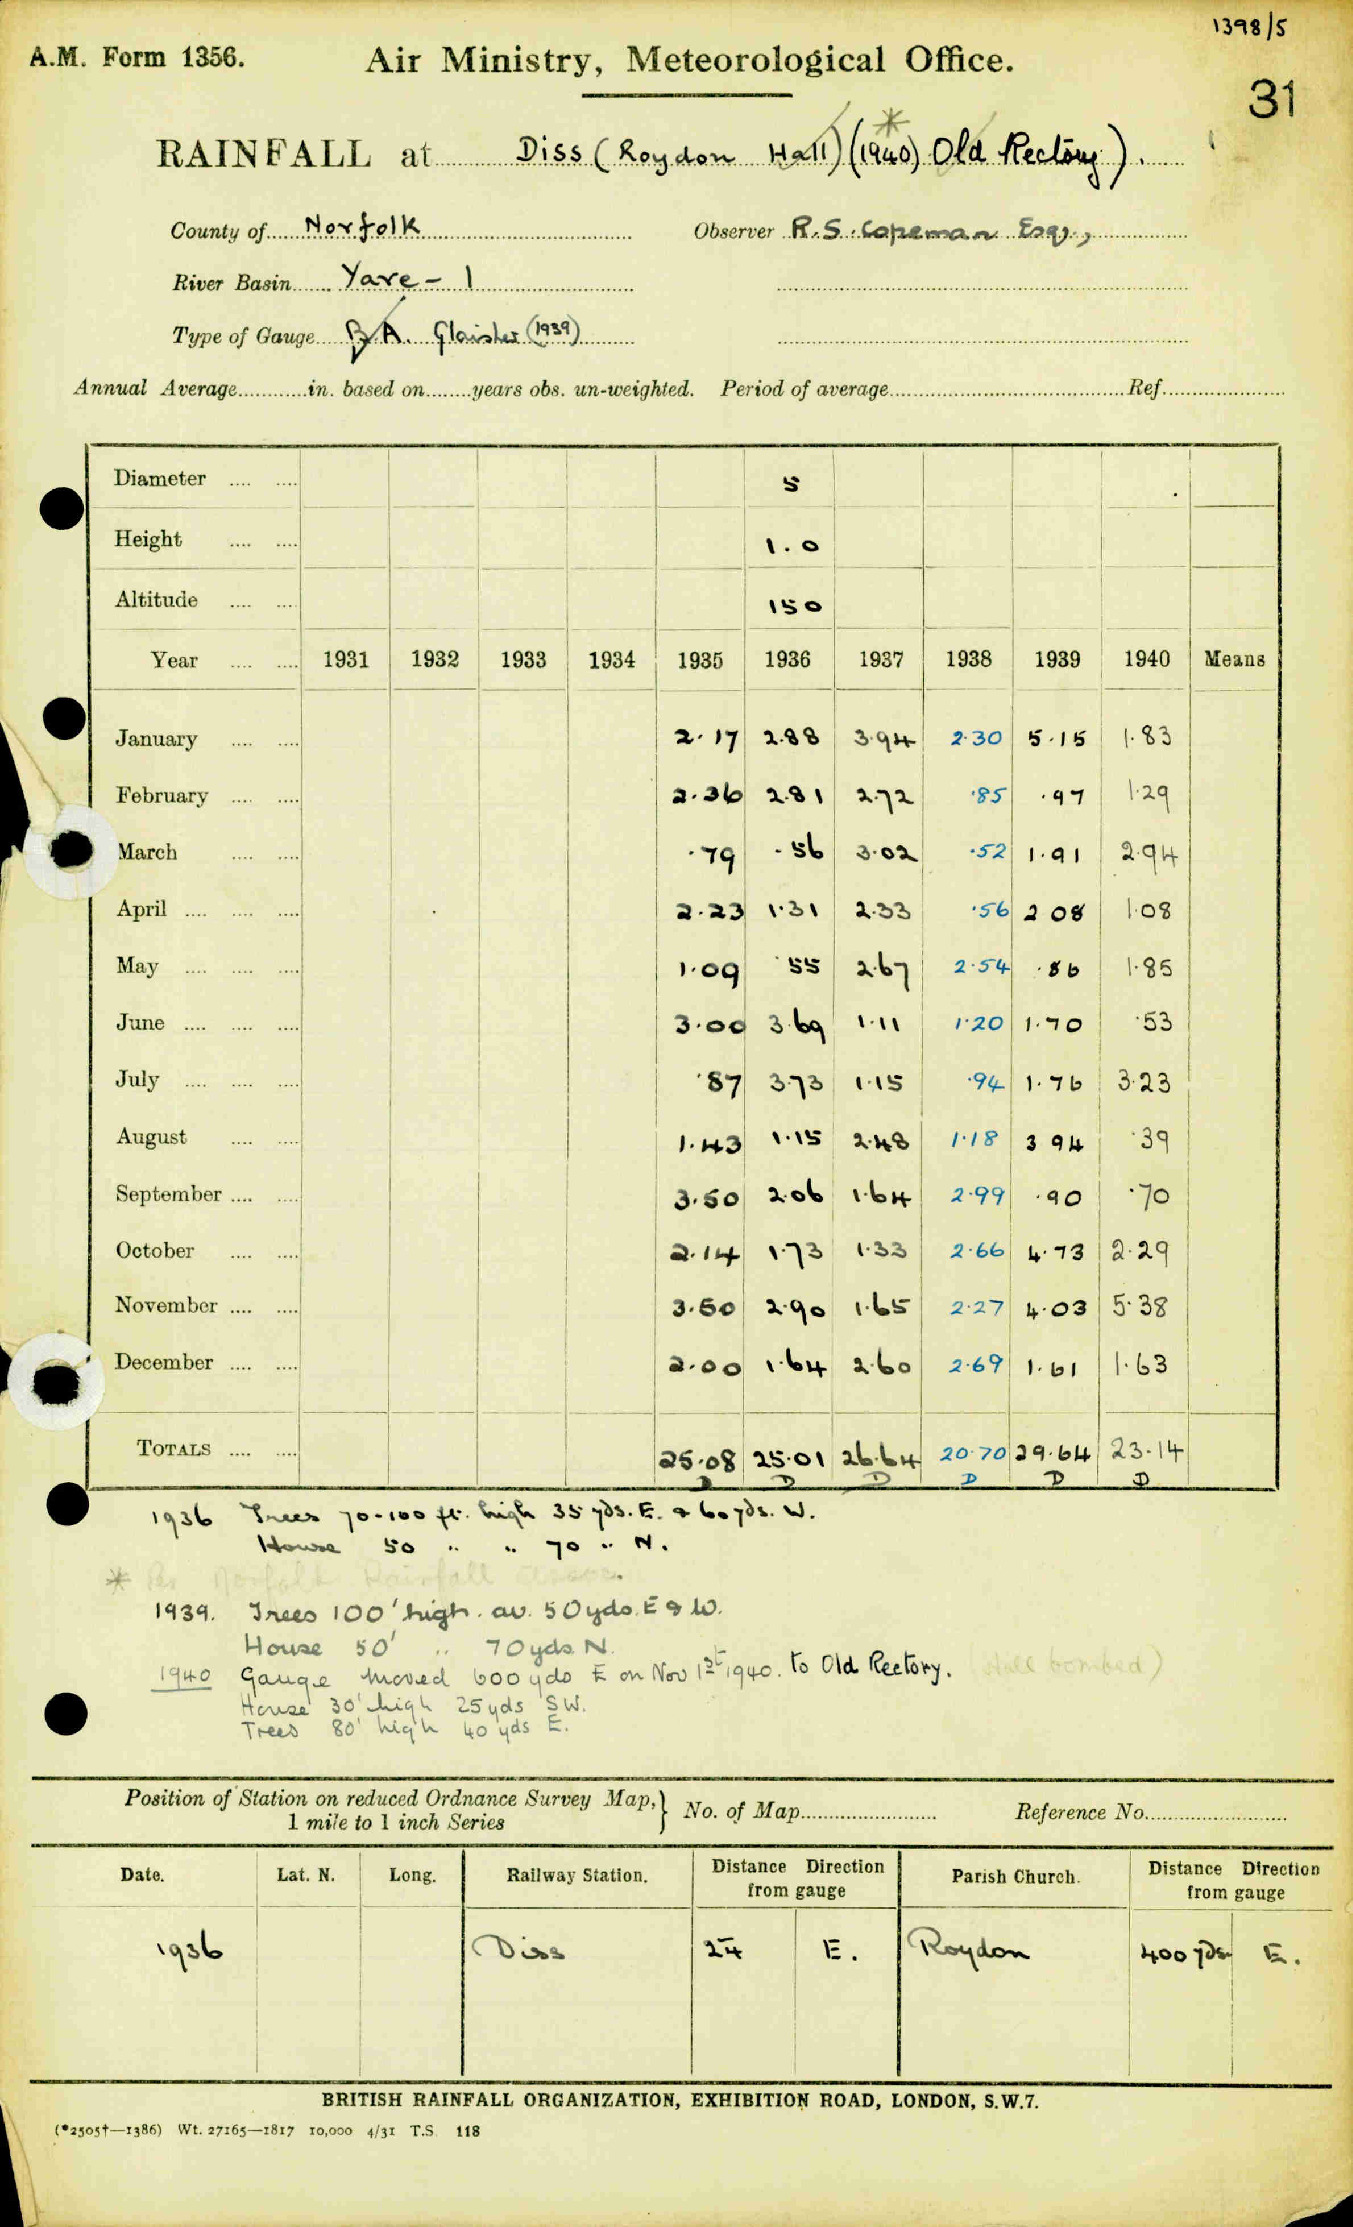 1398/5
A.M. Form 1356. Air Ministry, Meteorological Office.
31
RAINFALL at Diss (Roydon Hall) (1940) Old Rectory).
*
County of Norfolk Observer R.S. Copeman Esq.,
River Basin Yare - 1
Type of Gauge B.A. Glaisher (1939)
Annual Average in. based on years obs. un-weighted. Period of average Ref.
Diameter 5
Height 1.0
Altitude 150
Year 1931 1932 1933 1934 1935 1936 1937 1938 1939 1940 Means
January 2.17 2.88 3.94 2.30 5.15 1.83
February 2.36 2.81 2.72 .85 .97 1.29
March .79 .56 3.02 .52 1.91 2.94
April 2.23 1.31 2.33 .56 2 08 1.08
May 1.09 .55 2.67 2.54 .86 1.85
June 3.00 3.69 1.11 1.20 1.70 .53
July .87 3.73 1.15 .94 1.76 3.23
August 1.43 1.15 2.48 1.18 3 94 .39
September 3.50 2.06 1.64 2.99 .90 .70
October 2.14 1.73 1.33 2.66 4.73 2.29
November 3.50 2.90 1.65 2.27 4.03 5.38
December 2.00 1.64 2.60 2.69 1.61 1.63
TOTALS 25.08 25.01 26.64 20.70 29.64 23.14
D D D D D D
1936 Trees 70-100 ft. high 35 yds. E. & 60 yds. W.
House 50 " " 70 " N.
* Per Norfolk Rainfall Assoc.
1939. Trees 100' high. av. 50 yds. E & W.
House 50' " 70 yds N.
1940 Gauge moved 600 yds E on Nov 1st, 1940. to Old Rectory. Hall bombed)
House 30' high 25 yds SW.
Trees 80' high 40 yds E.
Position of Station on reduced Ordnance Survey Map, } No. of Map Reference No.
1 mile to 1 inch Series
Date. Lat. N. Long. Railway Station. Distance Direction from gauge Parish Church. Distance Direction from gauge
1936 Diss E. Roydon 400 yds E.
BRITISH RAINFALL ORGANIZATION, EXHIBITION ROAD, LONDON, S.W.7.
(*2505†—1386) Wt. 27165—1817 10,000 4/31 T.S. 118